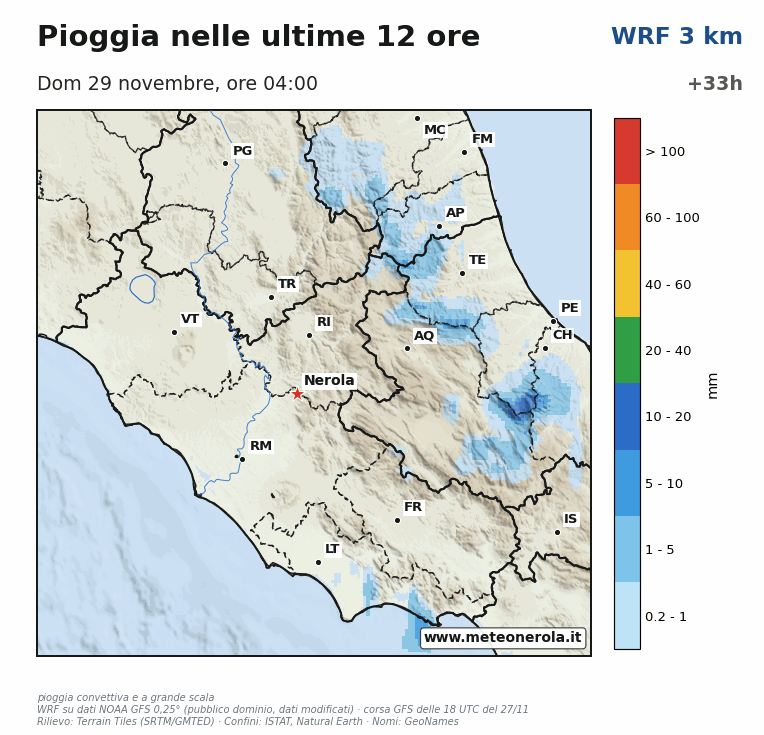 Pioggia nelle ultime 12 ore
WRF 3 km
Dom 29 novembre, ore 04:00
+33h
MC
FM
PG
AP
TE
TR
PE
VT
RI
AQ
CH
Nerola
RM
FR
IS
LT
www.meteonerola.it
> 100
60 - 100
40 - 60
20 - 40
10 - 20
5 - 10
1 - 5
0.2 - 1
mm
pioggia convettiva e a grande scala
WRF su dati NOAA GFS 0,25° (pubblico dominio, dati modificati) · corsa GFS delle 18 UTC del 27/11
Rilievo: Terrain Tiles (SRTM/GMTED) · Confini: ISTAT, Natural Earth · Nomi: GeoNames